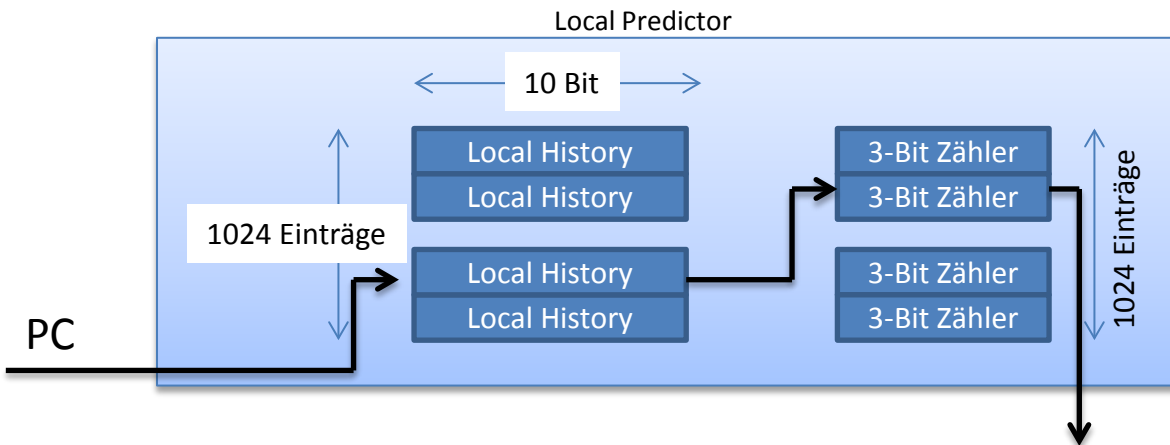 Local Predictor
10 Bit
Local History
3-Bit Zähler
Local History
3-Bit Zähler
1024 Einträge
1024 Einträge
Local History
3-Bit Zähler
Local History
3-Bit Zähler
PC